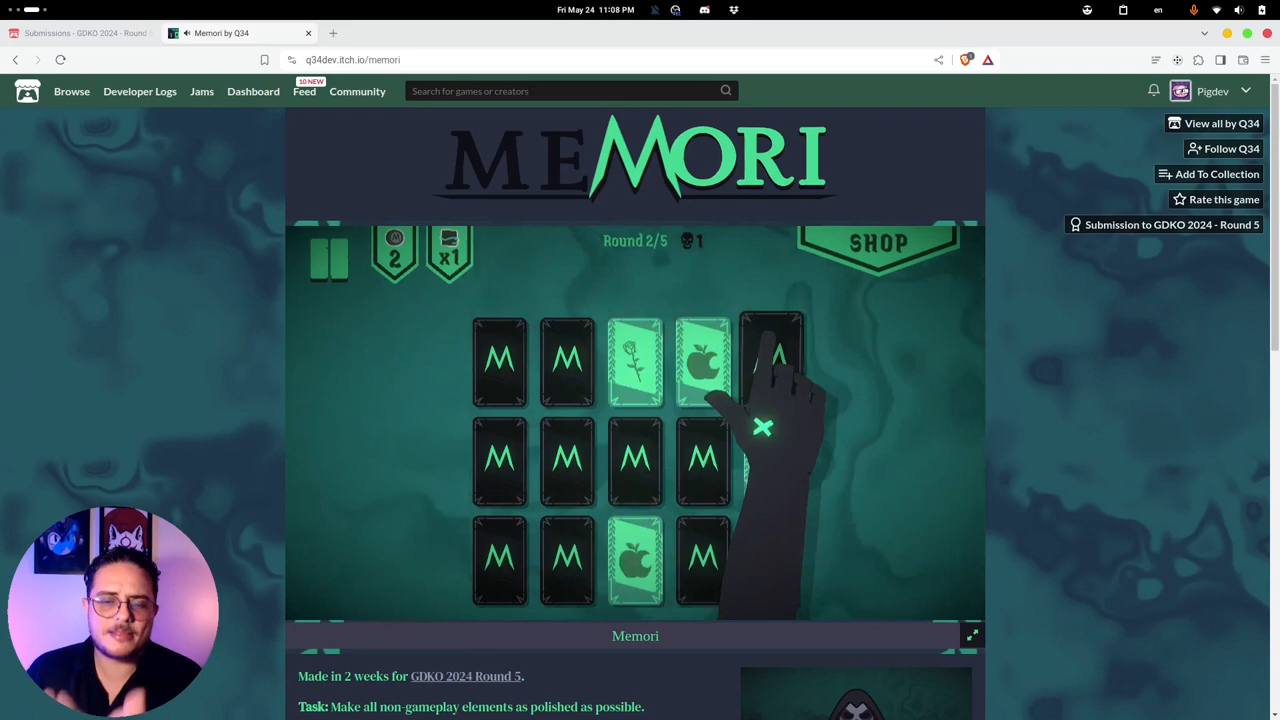 Fri May 24 11:08 PM
en
Submissions - GDKO 2024 - Round 5
Memori by Q34
q34dev.itch.io/memori
1
Browse
Developer Logs
Jams
Dashboard
10 NEW
Feed
Community
Search for games or creators
Pigdev
View all by Q34
Follow Q34
Add To Collection
Rate this game
Submission to GDKO 2024 - Round 5
MEMORI
2
x1
Round 2/5
1
SHOP
M M M
M M M M
M M M
Memori
Made in 2 weeks for GDKO 2024 Round 5.
Task: Make all non-gameplay elements as polished as possible.